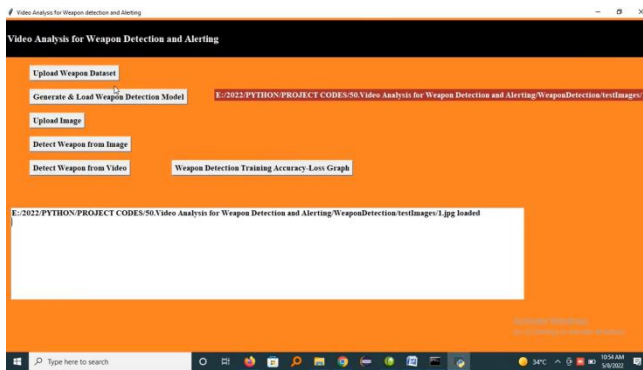 Video Analysis for Weapon detection and Alerting
Video Analysis for Weapon Detection and Alerting
Upload Weapon Dataset
Generate & Load Weapon Detection Model
E:/2022/PYTHON/PROJECT CODES/50.Video Analysis for Weapon Detection and Alerting/WeaponDetection/testImages/
Upload Image
Detect Weapon from Image
Detect Weapon from Video
Weapon Detection Training Accuracy-Loss Graph
E:/2022/PYTHON/PROJECT CODES/50.Video Analysis for Weapon Detection and Alerting/WeaponDetection/testImages/1.jpg loaded
Type here to search
34°C
10:54 AM
5/8/2022